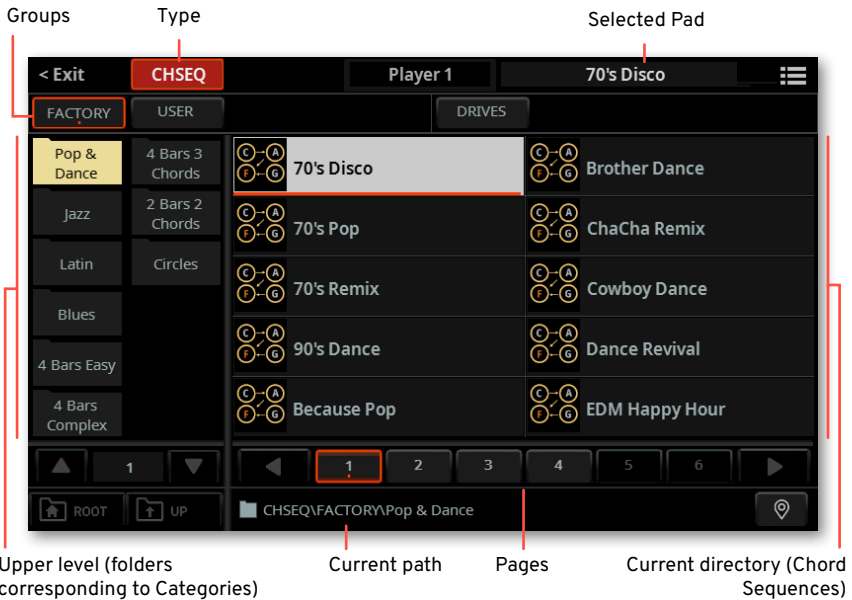 Groups
Type
Selected Pad
< Exit
CHSEQ
Player 1
70's Disco
FACTORY
USER
DRIVES
Pop &
Dance
4 Bars 3
Chords
Jazz
2 Bars 2
Chords
Latin
Circles
Blues
4 Bars Easy
4 Bars
Complex
C A
F G
70's Disco
C A
F G
Brother Dance
C A
F G
70's Pop
C A
F G
ChaCha Remix
C A
F G
70's Remix
C A
F G
Cowboy Dance
C A
F G
90's Dance
C A
F G
Dance Revival
C A
F G
Because Pop
C A
F G
EDM Happy Hour
1
1
2
3
4
5
6
ROOT
UP
CHSEQ\FACTORY\Pop & Dance
Upper level (folders
corresponding to Categories)
Current path
Pages
Current directory (Chord
Sequences)